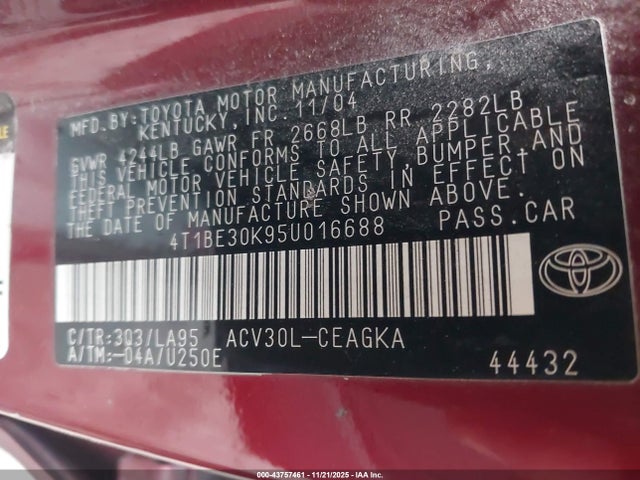 MFD.BY:TOYOTA MOTOR MANUFACTURING,
KENTUCKY, INC. 11/04
GVWR 4244LB GAWR FR 2668LB RR 2282LB
THIS VEHICLE CONFORMS TO ALL APPLICABLE
FEDERAL MOTOR VEHICLE SAFETY, BUMPER, AND
THEFT PREVENTION STANDARDS IN EFFECT ON
THE DATE OF MANUFACTURE SHOWN ABOVE.
4T1BE30K95U016688 PASS.CAR
C/TR:3Q3/LA95 ACV30L-CEAGKA
A/TM:-04A/U250E
44432
000-43757461 - 11/21/2025 - IAA Inc.